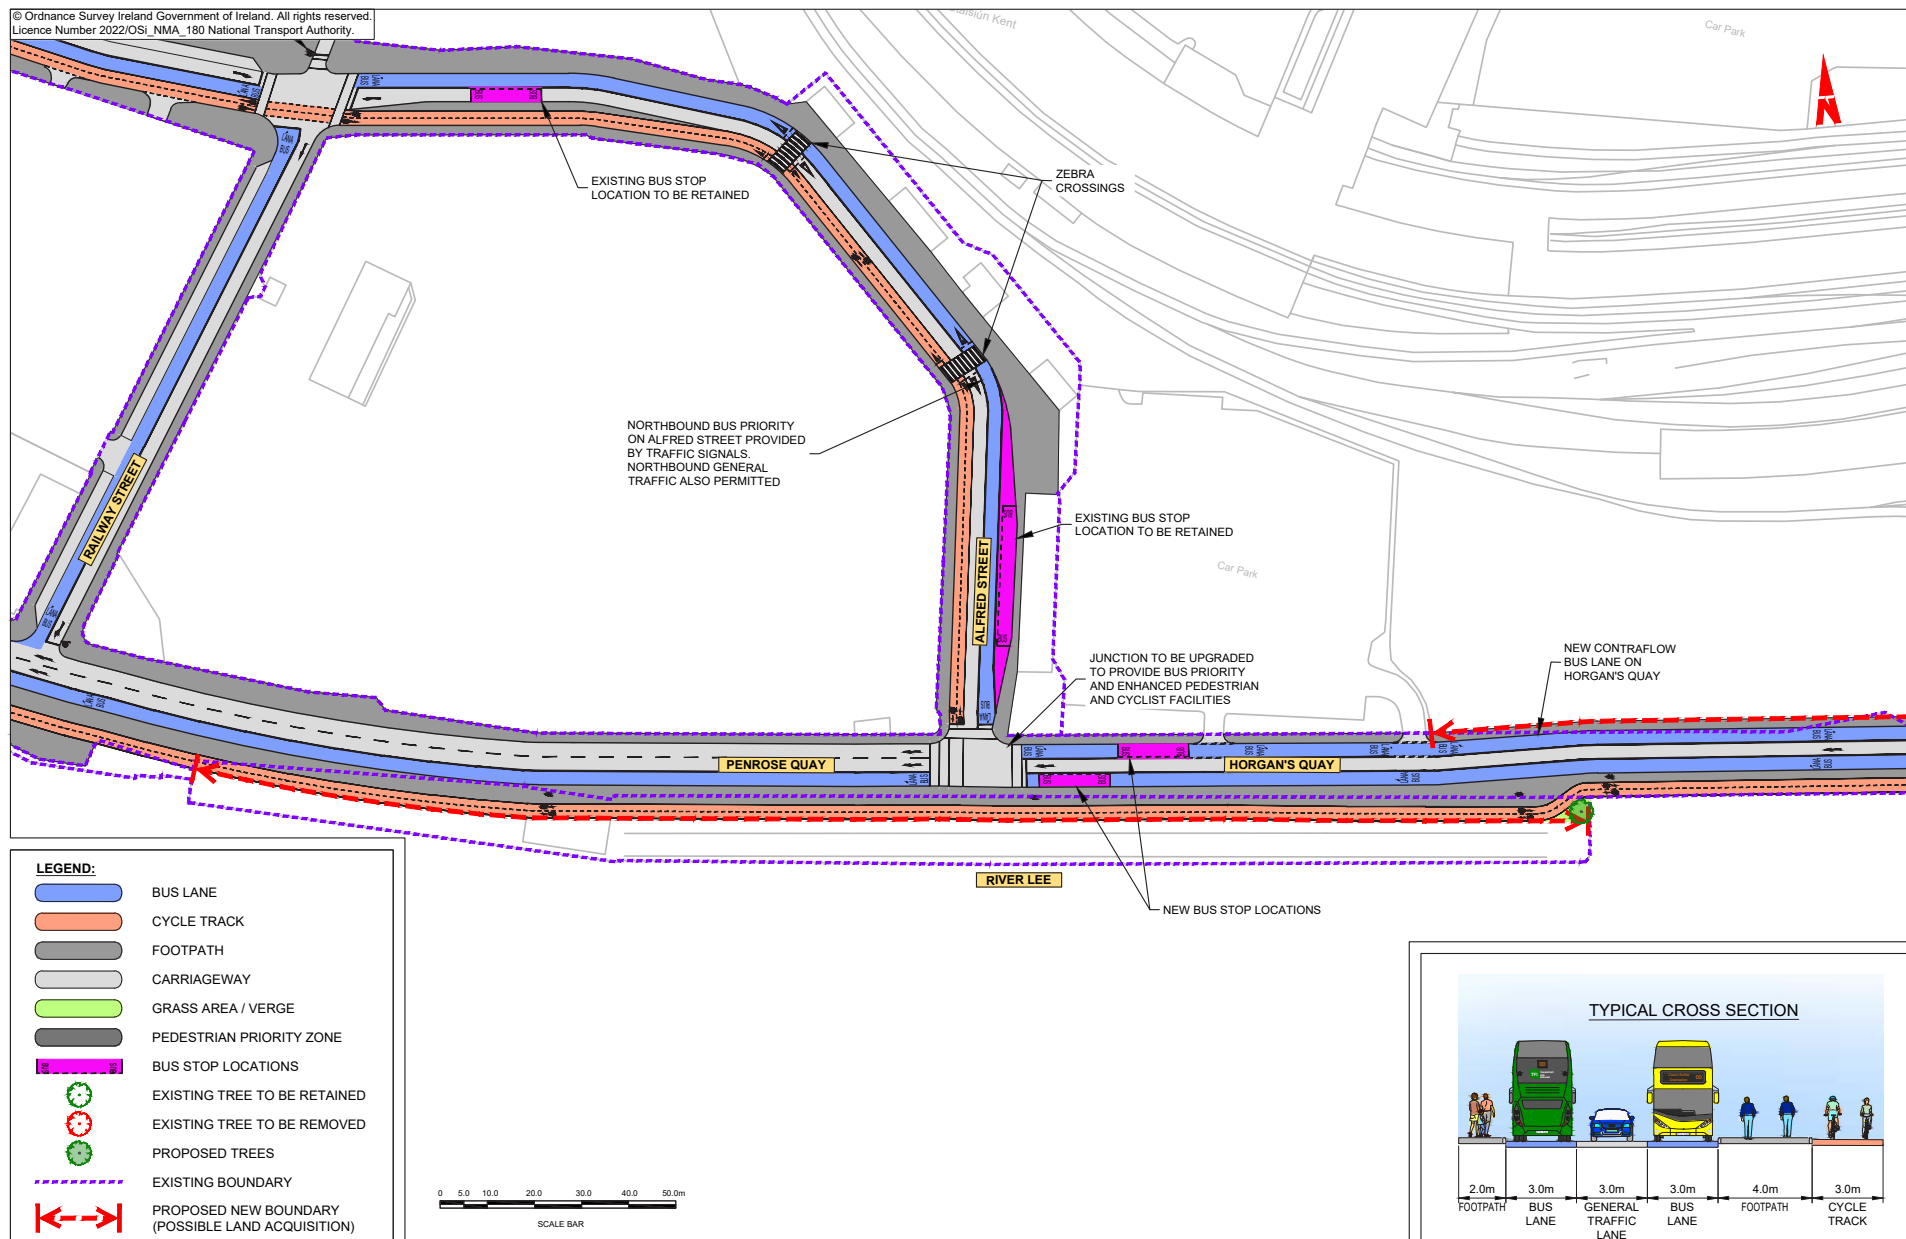 © Ordnance Survey Ireland Government of Ireland. All rights reserved.
Licence Number 2022/OSi_NMA_180 National Transport Authority.
Stáisiún Kent
Car Park
EXISTING BUS STOP
LOCATION TO BE RETAINED
ZEBRA
CROSSINGS
N
NORTHBOUND BUS PRIORITY
ON ALFRED STREET PROVIDED
BY TRAFFIC SIGNALS.
NORTHBOUND GENERAL
TRAFFIC ALSO PERMITTED
RAILWAY STREET
ALFRED STREET
EXISTING BUS STOP
LOCATION TO BE RETAINED
Car Park
JUNCTION TO BE UPGRADED
TO PROVIDE BUS PRIORITY
AND ENHANCED PEDESTRIAN
AND CYCLIST FACILITIES
NEW CONTRAFLOW
BUS LANE ON
HORGAN'S QUAY
PENROSE QUAY
HORGAN'S QUAY
RIVER LEE
NEW BUS STOP LOCATIONS
LÁNA
BUS
LEGEND:
BUS LANE
CYCLE TRACK
FOOTPATH
CARRIAGEWAY
GRASS AREA / VERGE
PEDESTRIAN PRIORITY ZONE
BUS BUS
BUS STOP LOCATIONS
EXISTING TREE TO BE RETAINED
EXISTING TREE TO BE REMOVED
PROPOSED TREES
EXISTING BOUNDARY
PROPOSED NEW BOUNDARY
(POSSIBLE LAND ACQUISITION)
0 5.0 10.0 20.0 30.0 40.0 50.0m
SCALE BAR
TYPICAL CROSS SECTION
2.0m 3.0m 3.0m 3.0m 4.0m 3.0m
FOOTPATH BUS GENERAL BUS FOOTPATH CYCLE
LANE TRAFFIC LANE TRACK
LANE